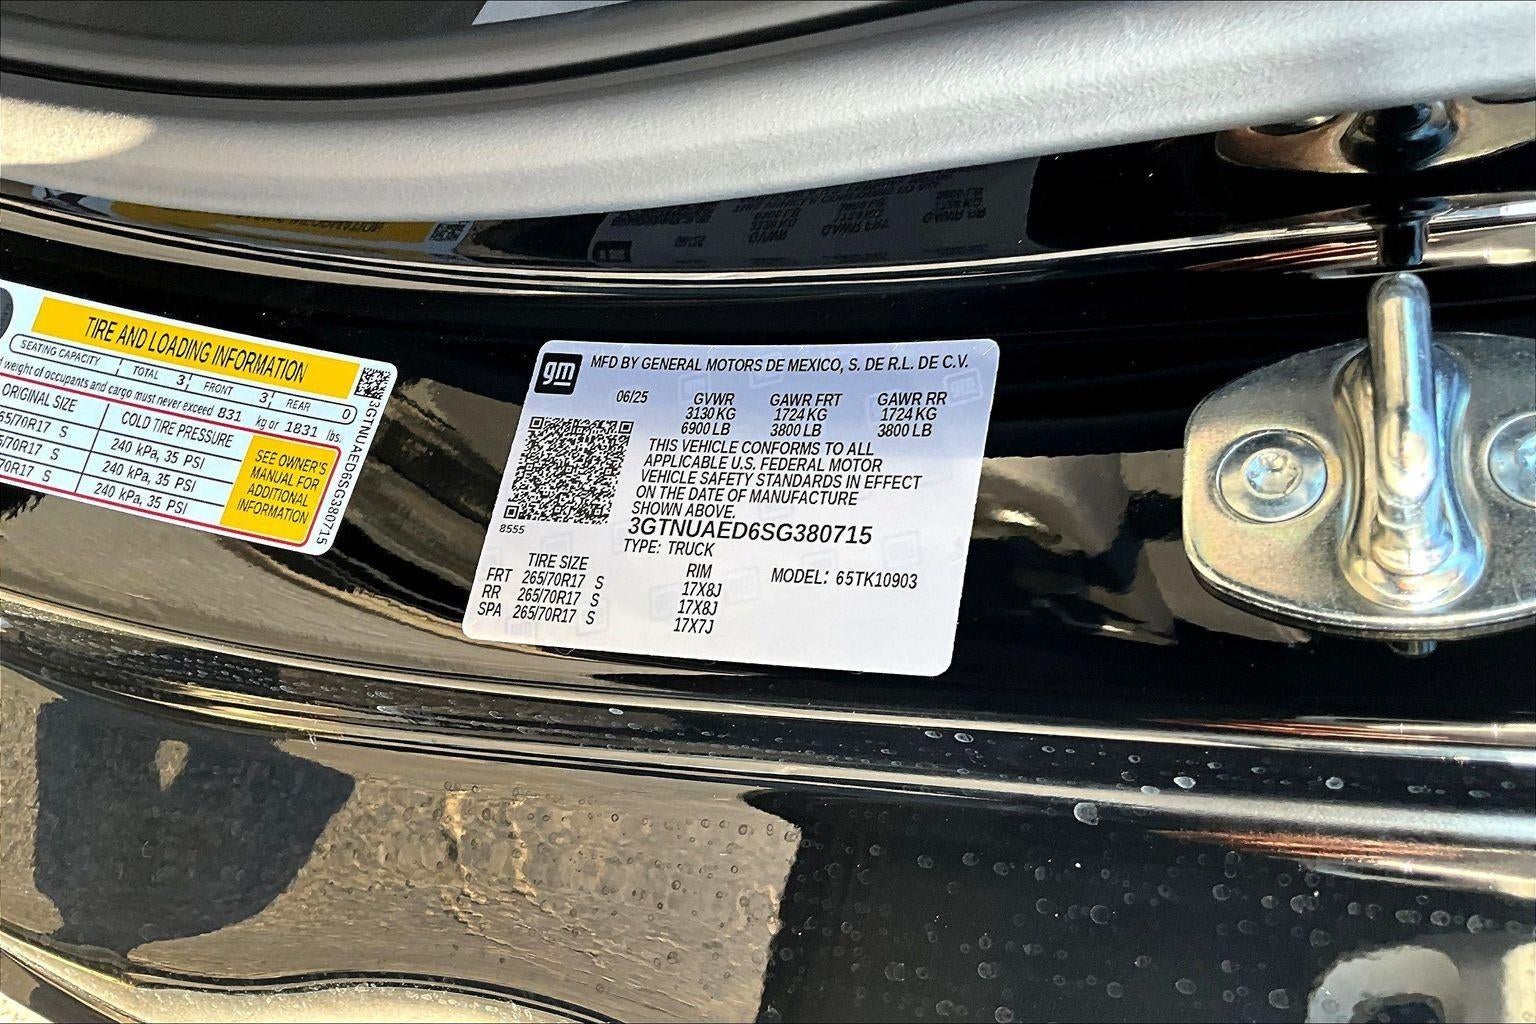 TIRE AND LOADING INFORMATION
SEATING CAPACITY TOTAL 3 FRONT 3 REAR 0
weight of occupants and cargo must never exceed 831 kg or 1831 lbs.
ORIGINAL SIZE COLD TIRE PRESSURE
65/70R17 S 240 kPa, 35 PSI
5/70R17 S 240 kPa, 35 PSI
70R17 S 240 kPa, 35 PSI
SEE OWNER'S
MANUAL FOR
ADDITIONAL
INFORMATION
3GTNUAED6SG380715
gm
MFD BY GENERAL MOTORS DE MEXICO, S. DE R.L. DE C.V.
06/25 GVWR GAWR FRT GAWR RR
3130 KG 1724 KG 1724 KG
6900 LB 3800 LB 3800 LB
THIS VEHICLE CONFORMS TO ALL
APPLICABLE U.S. FEDERAL MOTOR
VEHICLE SAFETY STANDARDS IN EFFECT
ON THE DATE OF MANUFACTURE
SHOWN ABOVE.
8555
3GTNUAED6SG380715
TYPE: TRUCK
TIRE SIZE RIM MODEL: 65TK10903
FRT 265/70R17 S 17X8J
RR 265/70R17 S 17X8J
SPA 265/70R17 S 17X7J